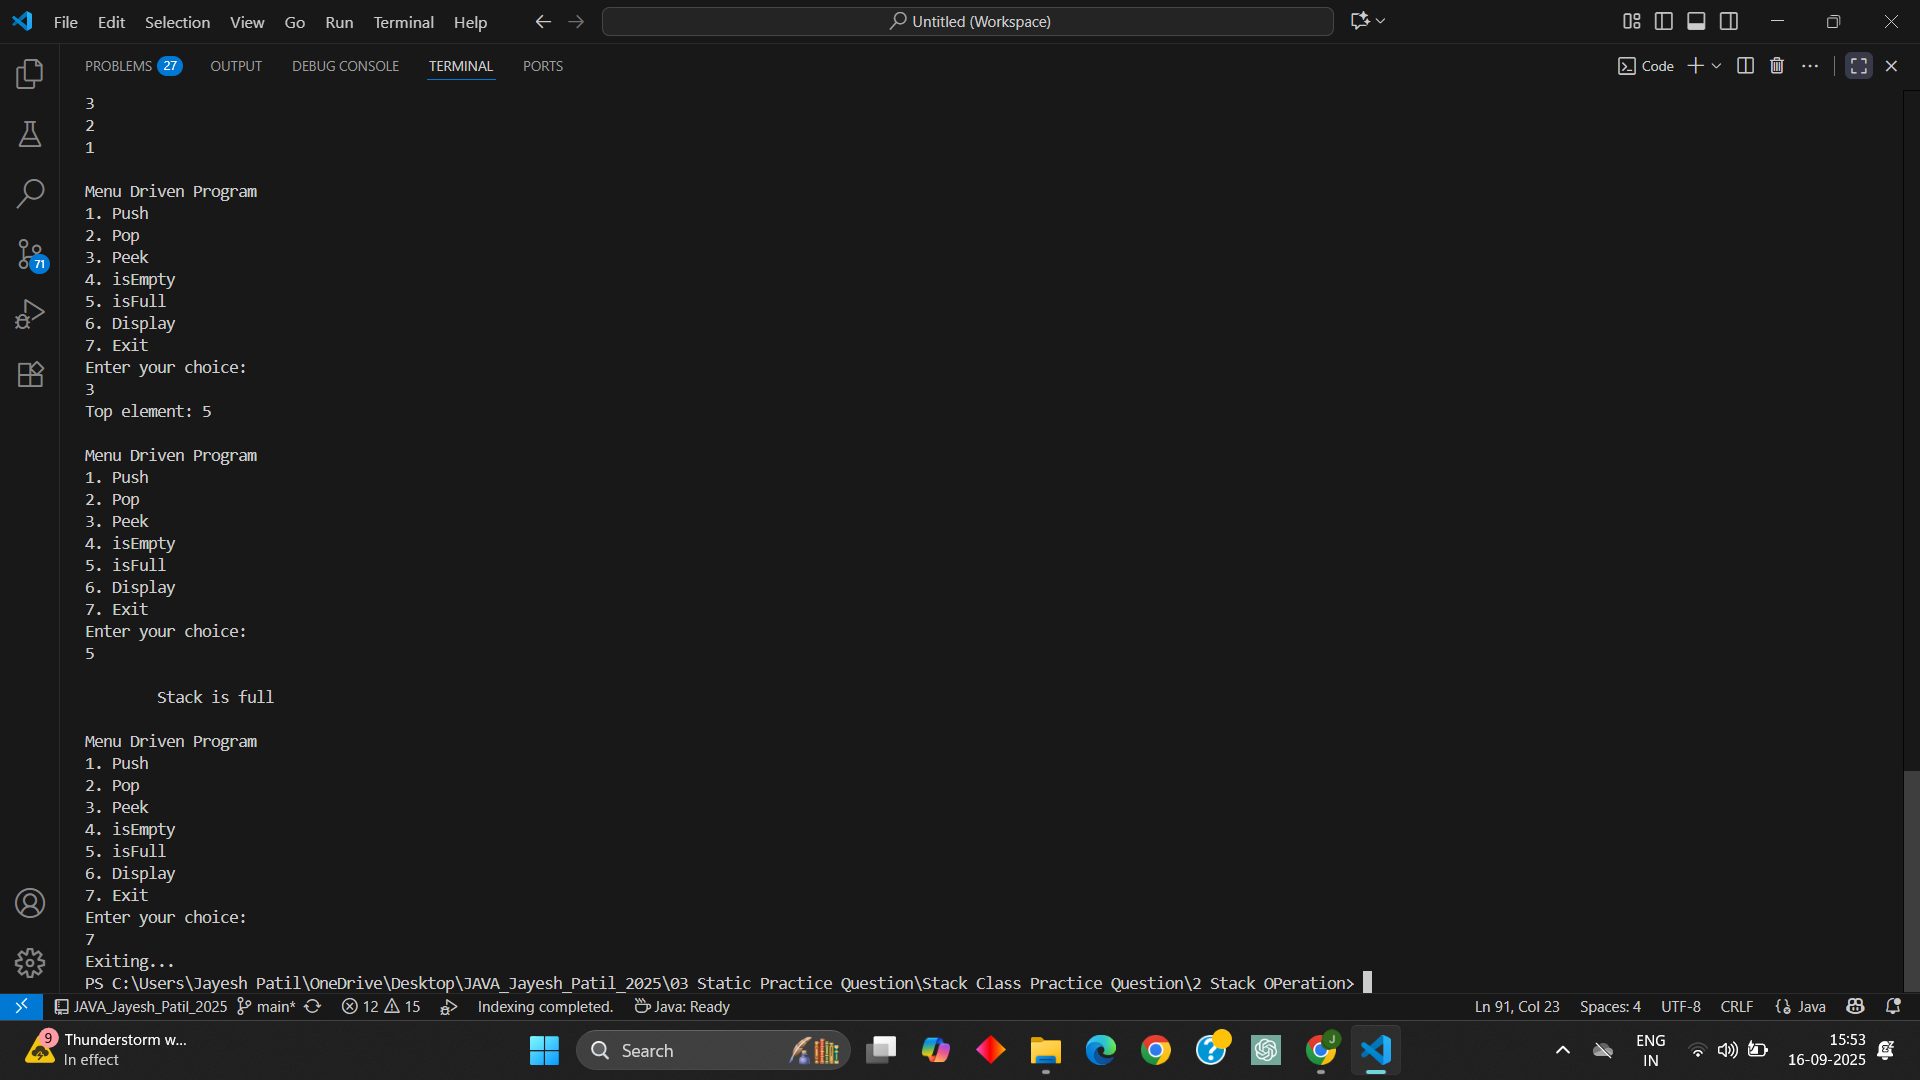 File Edit Selection View Go Run Terminal Help Untitled (Workspace)
PROBLEMS 27 OUTPUT DEBUG CONSOLE TERMINAL PORTS Code
3
2
1
Menu Driven Program
1. Push
2. Pop
3. Peek
4. isEmpty
5. isFull
6. Display
7. Exit
Enter your choice:
3
Top element: 5
Menu Driven Program
1. Push
2. Pop
3. Peek
4. isEmpty
5. isFull
6. Display
7. Exit
Enter your choice:
5
Stack is full
Menu Driven Program
1. Push
2. Pop
3. Peek
4. isEmpty
5. isFull
6. Display
7. Exit
Enter your choice:
7
Exiting...
PS C:\Users\Jayesh Patil\OneDrive\Desktop\JAVA_Jayesh_Patil_2025\03 Static Practice Question\Stack Class Practice Question\2 Stack OPeration>
71
JAVA_Jayesh_Patil_2025 main* 12 15 Indexing completed. Java: Ready Ln 91, Col 23 Spaces: 4 UTF-8 CRLF Java
9 Thunderstorm w...
In effect
Search
J
ENG
IN
15:53
16-09-2025